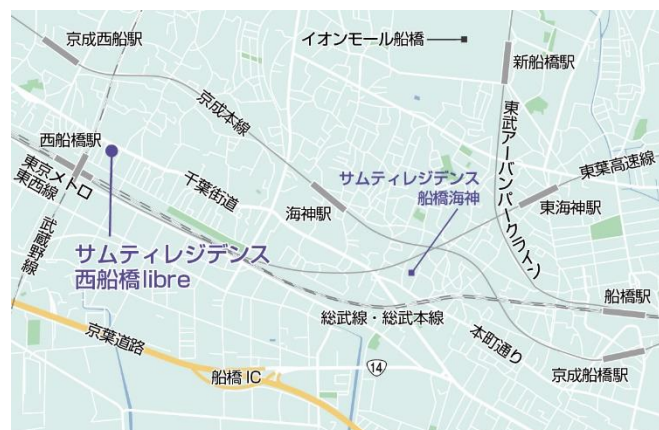 京成西船駅
イオンモール船橋
新船橋駅
京成本線
東武アーバンパークライン
西船橋駅
東京メトロ
東西線
千葉街道
サムティレジデンス
船橋海神
東葉高速線
海神駅
東海神駅
武蔵野線
サムティレジデンス
西船橋libre
船橋駅
総武線・総武本線
京葉道路
本町通り
船橋IC
14
京成船橋駅